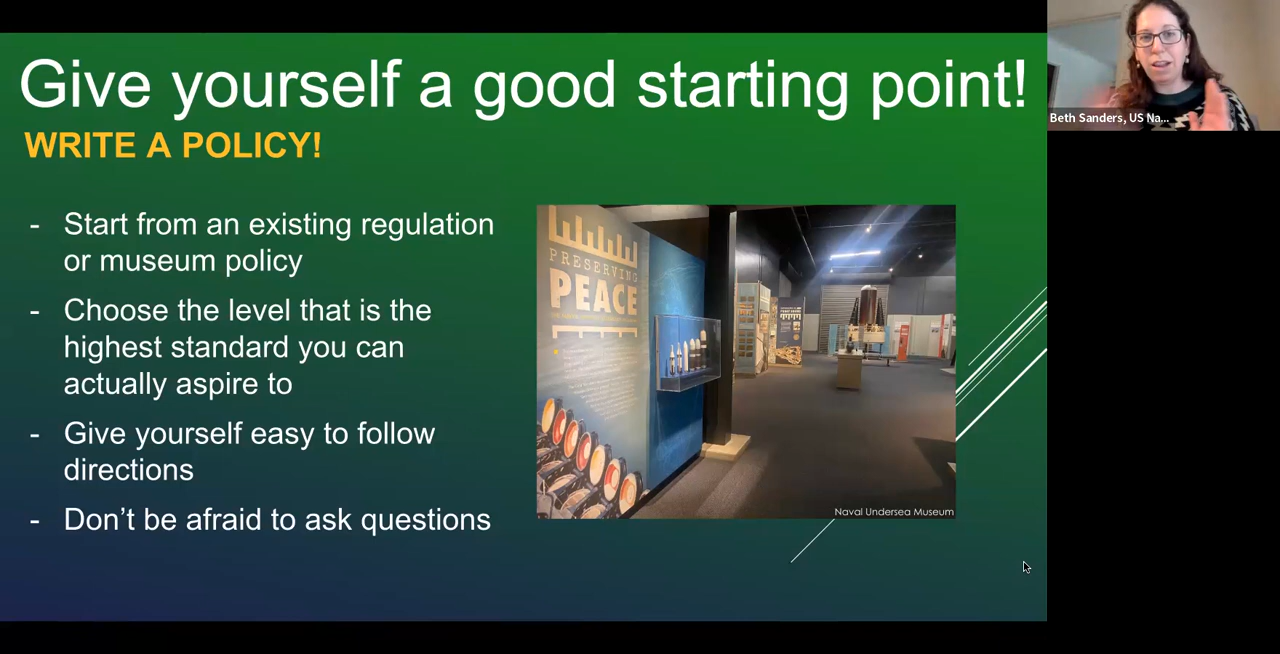 Give yourself a good starting point!
WRITE A POLICY!
- Start from an existing regulation
or museum policy
- Choose the level that is the
highest standard you can
actually aspire to
- Give yourself easy to follow
directions
- Don't be afraid to ask questions
PRESERVING
PEACE
Naval Undersea Museum
Beth Sanders, US Na...